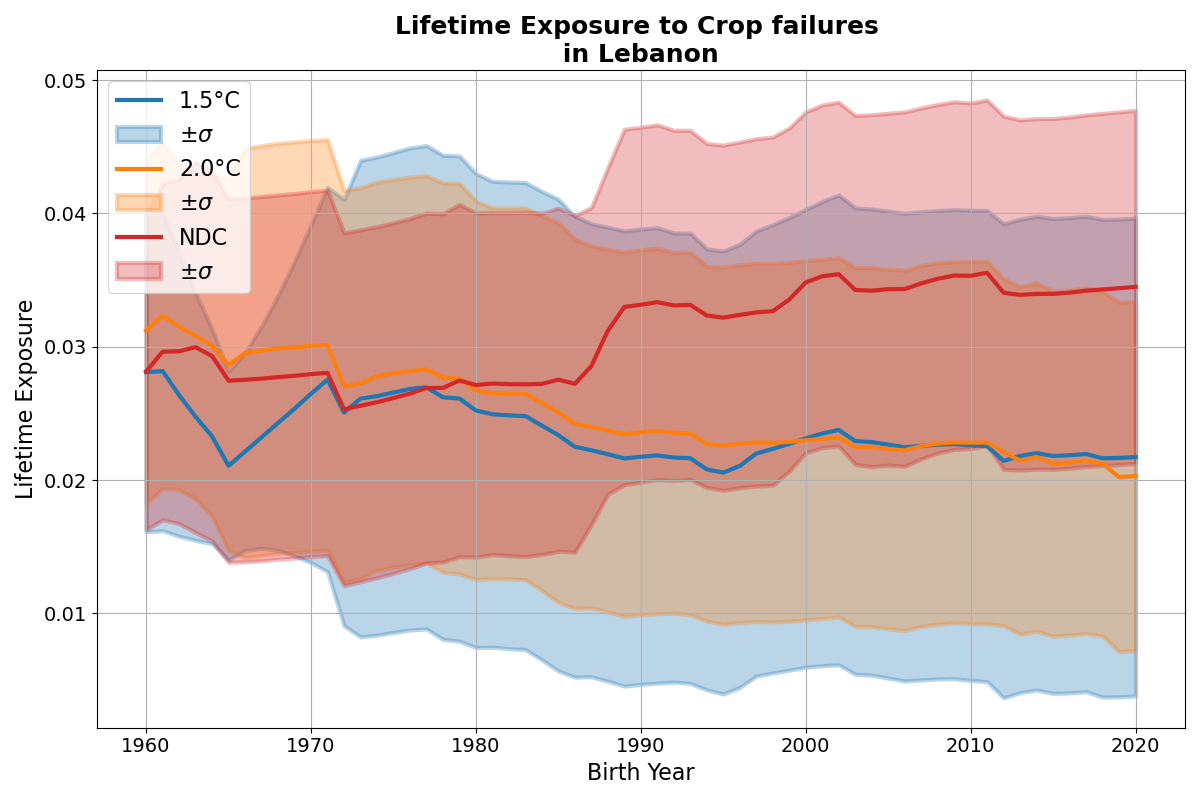 Lifetime Exposure to Crop failures
in Lebanon
0.05
0.04
0.03
0.02
0.01
Lifetime Exposure
1.5°C
±σ
2.0°C
±σ
NDC
±σ
1960
1970
1980
1990
2000
2010
2020
Birth Year